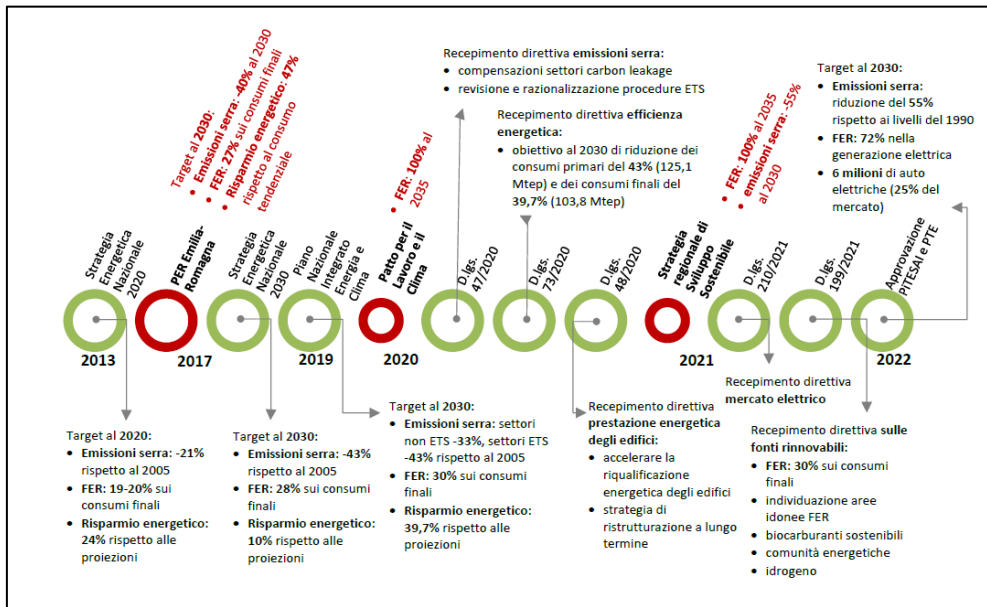 Target al 2030:
• Emissioni serra: -40% al 2030
• FER: 27% sui consumi finali
• Risparmio energetico: 47%
rispetto al consumo
tendenziale
• FER: 100% al
2035
Recepimento direttiva emissioni serra:
• compensazioni settori carbon leakage
• revisione e razionalizzazione procedure ETS
Recepimento direttiva efficienza
energetica:
• obiettivo al 2030 di riduzione dei
consumi primari del 43% (125,1
Mtep) e dei consumi finali del
39,7% (103,8 Mtep)
• FER: 100% al 2035
• emissioni serra: -55%
al 2030
Target al 2030:
• Emissioni serra:
riduzione del 55%
rispetto ai livelli del 1990
• FER: 72% nella
generazione elettrica
• 6 milioni di auto
elettriche (25% del
mercato)
Strategia
Energetica
Nazionale
2020
PER Emilia-
Romagna
Strategia
Energetica
Nazionale
2030
Piano
Nazionale
Integrato
Energia e
Clima
Patto per il
Lavoro e il
Clima
D.lgs.
47/2020
D.lgs.
73/2020
D.lgs.
48/2020
Strategia
regionale di
Sviluppo
Sostenibile
D.lgs.
210/2021
D.lgs.
199/2021
Approvazione
PiTESAI e PTE
2013
2017
2019
2020
2021
2022
Target al 2020:
• Emissioni serra: -21%
rispetto al 2005
• FER: 19-20% sui
consumi finali
• Risparmio energetico:
24% rispetto alle
proiezioni
Target al 2030:
• Emissioni serra: -43%
rispetto al 2005
• FER: 28% sui consumi
finali
• Risparmio energetico:
10% rispetto alle
proiezioni
Target al 2030:
• Emissioni serra: settori
non ETS -33%, settori ETS
-43% rispetto al 2005
• FER: 30% sui consumi
finali
• Risparmio energetico:
39,7% rispetto alle
proiezioni
Recepimento direttiva
prestazione energetica
degli edifici:
• accelerare la
riqualificazione
energetica degli edifici
• strategia di
ristrutturazione a lungo
termine
Recepimento direttiva
mercato elettrico
Recepimento direttiva sulle
fonti rinnovabili:
• FER: 30% sui consumi
finali
• individuazione aree
idonee FER
• biocarburanti sostenibili
• comunità energetiche
• idrogeno